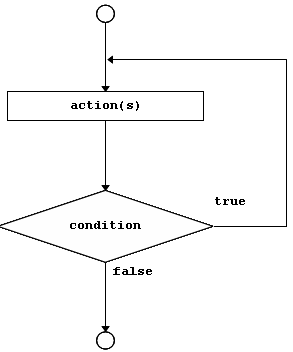 action(s)
true
condition
false